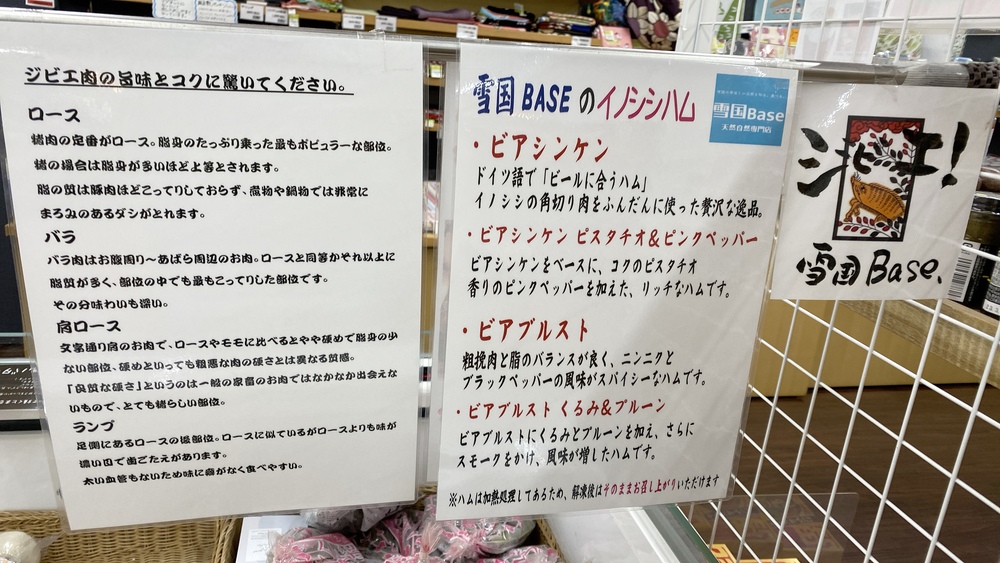 ジビエ肉の旨味とコクに驚いてください。
ロース
猪肉の定番がロース。脂身のたっぷり乗った最もポピュラーな部位。
猪の場合は脂身が多いほど上等とされます。
脂の質は豚肉ほどこってりしておらず、煮物や鍋物では非常に
まろみのあるダシがとれます。
バラ
バラ肉はお腹周り～あばら周辺のお肉。ロースと同等かそれ以上に
脂質が多く、部位の中でも最もこってりした部位です。
その分味わいも深い。
肩ロース
文字通り肩のお肉で、ロースやモモに比べるとやや硬めで脂身の少
ない部位、硬めといっても粗悪な肉の硬さとは異なる質感。
「良質な硬さ」というのは一般の家畜のお肉ではなかなか出会えな
いもので、とても猪らしい部位。
ランプ
足側にあるロースの後部位。ロースに似ているがロースよりも味が
濃い目で歯ごたえがあります。
太い血管もないため味に癖がなく食べやすい。
雪国 BASE のイノシシハム
雪国Base
天然自然専門店
・ビアシンケン
ドイツ語で「ビールに合うハム」
イノシシの角切り肉をふんだんに使った贅沢な逸品。
・ビアシンケン ピスタチオ&ピンクペッパー
ビアシンケンをベースに、コクのピスタチオ
香りのピンクペッパーを加えた、リッチなハムです。
・ビアブルスト
粗挽肉と脂のバランスが良く、ニンニクと
ブラックペッパーの風味がスパイシーなハムです。
・ビアブルスト くるみ&プルーン
ビアブルストにくるみとプルーンを加え、さらに
スモークをかけ、風味が増したハムです。
※ハムは加熱処理してあるため、解凍後はそのままお召し上がりいただけます
ジビエ!
雪国Base、